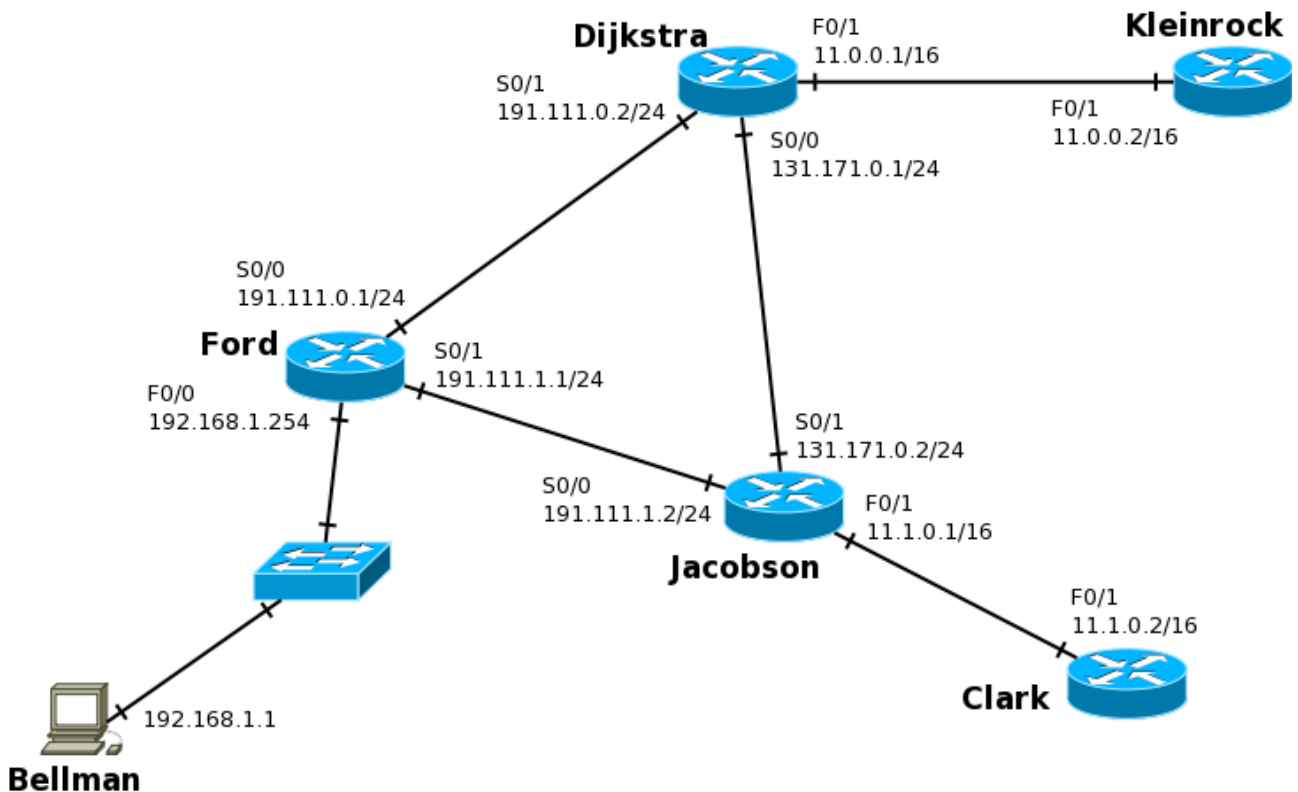 Kleinrock
Dijkstra
F0/1
11.0.0.1/16
S0/1
191.111.0.2/24
F0/1
11.0.0.2/16
S0/0
131.171.0.1/24
S0/0
191.111.0.1/24
Ford
S0/1
191.111.1.1/24
F0/0
192.168.1.254
S0/1
131.171.0.2/24
S0/0
191.111.1.2/24
F0/1
11.1.0.1/16
Jacobson
F0/1
11.1.0.2/16
Clark
192.168.1.1
Bellman